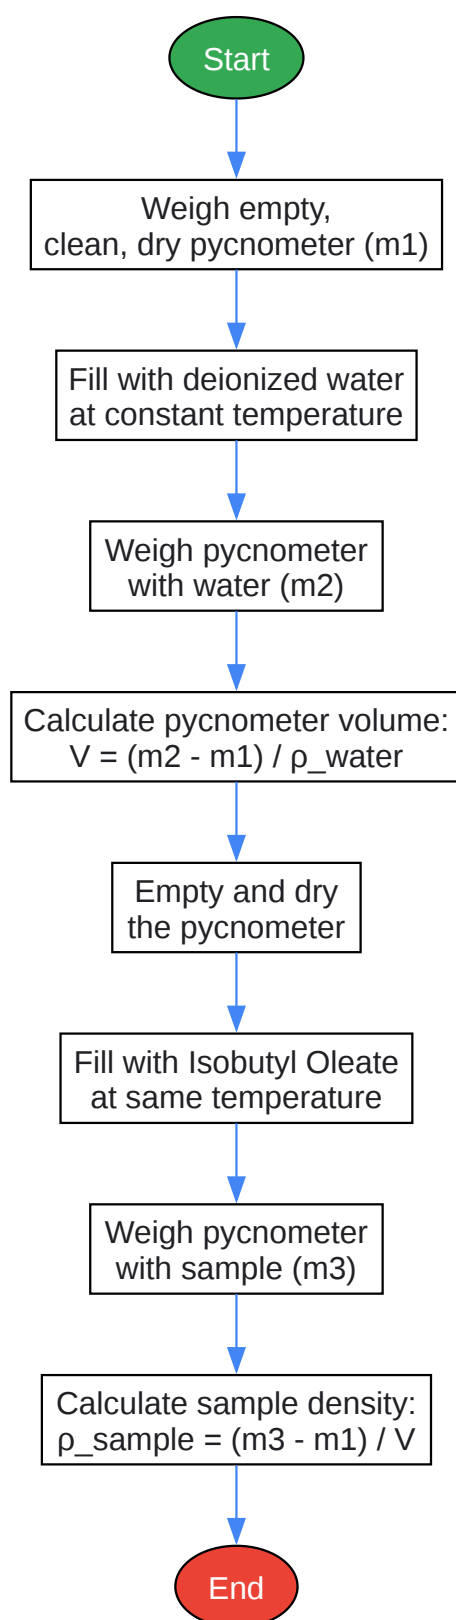 Start
Weigh empty,
clean, dry pycnometer (m1)
Fill with deionized water
at constant temperature
Weigh pycnometer
with water (m2)
Calculate pycnometer volume:
V = (m2 - m1) / ρ_water
Empty and dry
the pycnometer
Fill with Isobutyl Oleate
at same temperature
Weigh pycnometer
with sample (m3)
Calculate sample density:
ρ_sample = (m3 - m1) / V
End